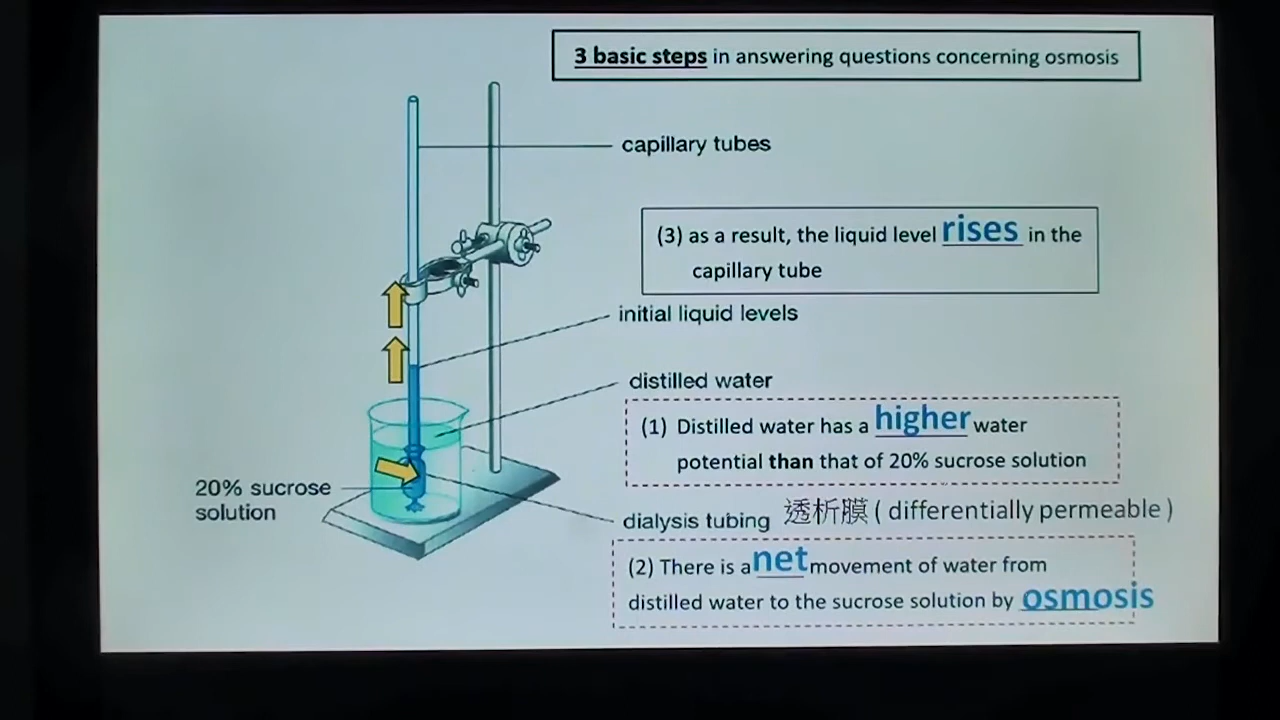 3 basic steps in answering questions concerning osmosis
capillary tubes
(3) as a result, the liquid level rises in the
capillary tube
initial liquid levels
distilled water
(1) Distilled water has a higher water
potential than that of 20% sucrose solution
20% sucrose
solution
dialysis tubing 透析膜 ( differentially permeable )
(2) There is a net movement of water from
distilled water to the sucrose solution by osmosis